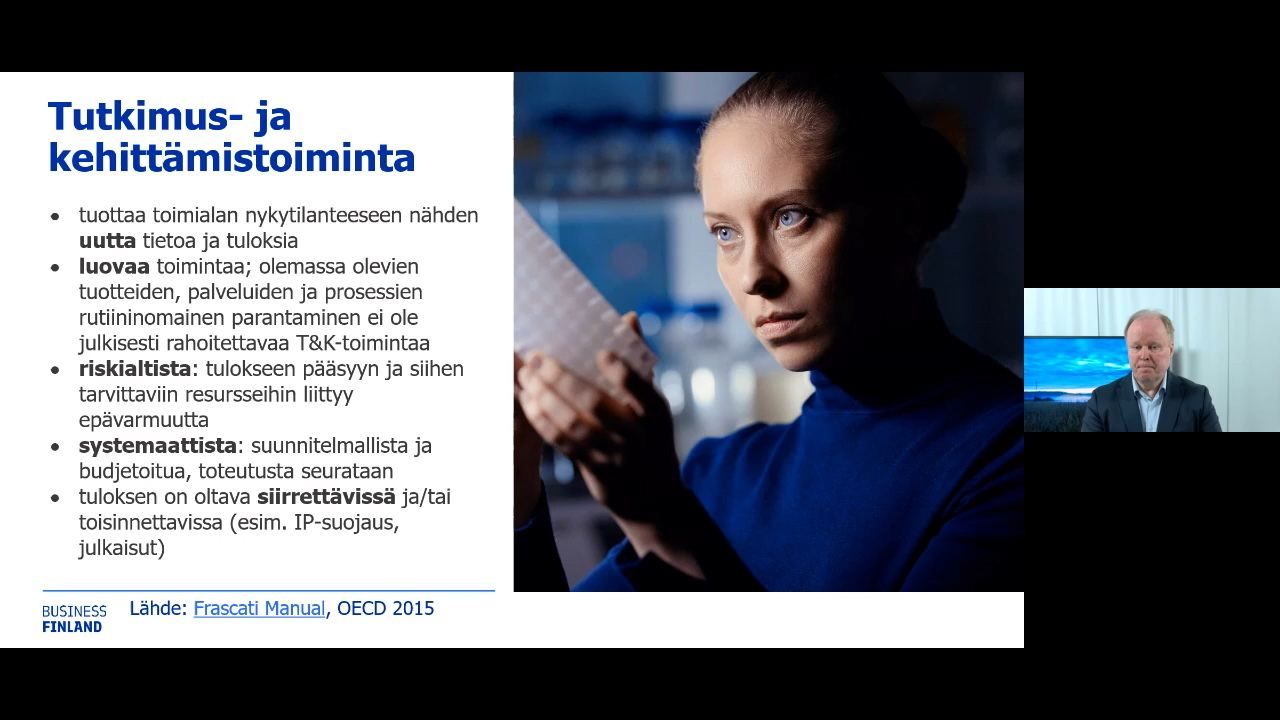 Tutkimus- ja
kehittämistoiminta
• tuottaa toimialan nykytilanteeseen nähden
uutta tietoa ja tuloksia
• luovaa toimintaa; olemassa olevien
tuotteiden, palveluiden ja prosessien
rutiininomainen parantaminen ei ole
julkisesti rahoitettavaa T&K-toimintaa
• riskialtista: tulokseen pääsyyn ja siihen
tarvittaviin resursseihin liittyy
epävarmuutta
• systemaattista: suunnitelmallista ja
budjetoitua, toteutusta seurataan
• tuloksen on oltava siirrettävissä ja/tai
toisinnettavissa (esim. IP-suojaus,
julkaisut)
BUSINESS
FINLAND
Lähde: Frascati Manual, OECD 2015